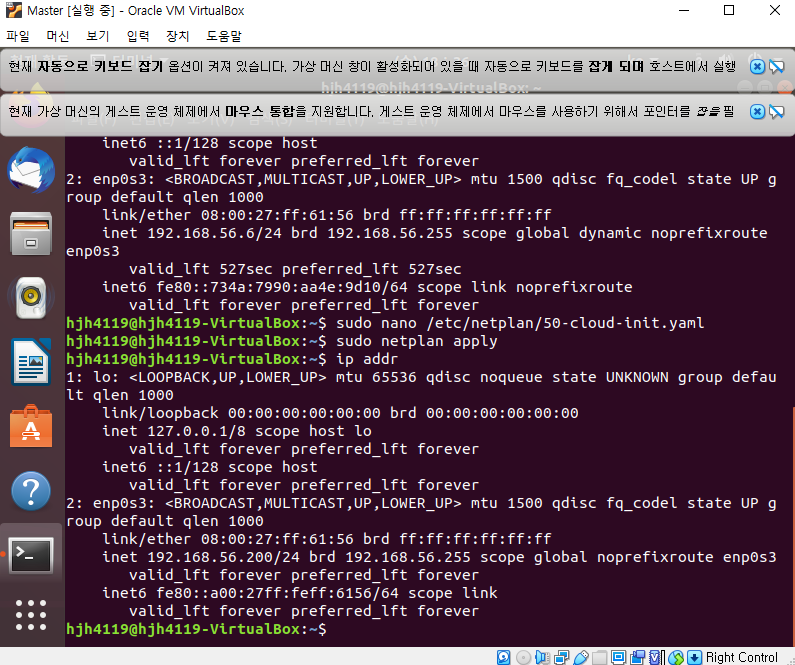 Master [실행 중] - Oracle VM VirtualBox
파일 머신 보기 입력 장치 도움말
현재 자동으로 키보드 잡기 옵션이 켜져 있습니다. 가상 머신 창이 활성화되어 있을 때 자동으로 키보드를 잡게 되며 호스트에서 실행
hjh4119@hjh4119-VirtualBox: ~
현재 가상 머신의 게스트 운영 체제에서 마우스 통합을 지원합니다. 게스트 운영 체제에서 마우스를 사용하기 위해서 포인터를 잡을 필
inet6 ::1/128 scope host
valid_lft forever preferred_lft forever
2: enp0s3: <BROADCAST,MULTICAST,UP,LOWER_UP> mtu 1500 qdisc fq_codel state UP g
roup default qlen 1000
link/ether 08:00:27:ff:61:56 brd ff:ff:ff:ff:ff:ff
inet 192.168.56.6/24 brd 192.168.56.255 scope global dynamic noprefixroute
enp0s3
valid_lft 527sec preferred_lft 527sec
inet6 fe80::734a:7990:aa4e:9d10/64 scope link noprefixroute
valid_lft forever preferred_lft forever
hjh4119@hjh4119-VirtualBox:~$ sudo nano /etc/netplan/50-cloud-init.yaml
hjh4119@hjh4119-VirtualBox:~$ sudo netplan apply
hjh4119@hjh4119-VirtualBox:~$ ip addr
1: lo: <LOOPBACK,UP,LOWER_UP> mtu 65536 qdisc noqueue state UNKNOWN group defau
lt qlen 1000
link/loopback 00:00:00:00:00:00 brd 00:00:00:00:00:00
inet 127.0.0.1/8 scope host lo
valid_lft forever preferred_lft forever
inet6 ::1/128 scope host
valid_lft forever preferred_lft forever
2: enp0s3: <BROADCAST,MULTICAST,UP,LOWER_UP> mtu 1500 qdisc fq_codel state UP g
roup default qlen 1000
link/ether 08:00:27:ff:61:56 brd ff:ff:ff:ff:ff:ff
inet 192.168.56.200/24 brd 192.168.56.255 scope global noprefixroute enp0s3
valid_lft forever preferred_lft forever
inet6 fe80::a00:27ff:feff:6156/64 scope link
valid_lft forever preferred_lft forever
hjh4119@hjh4119-VirtualBox:~$
Right Control